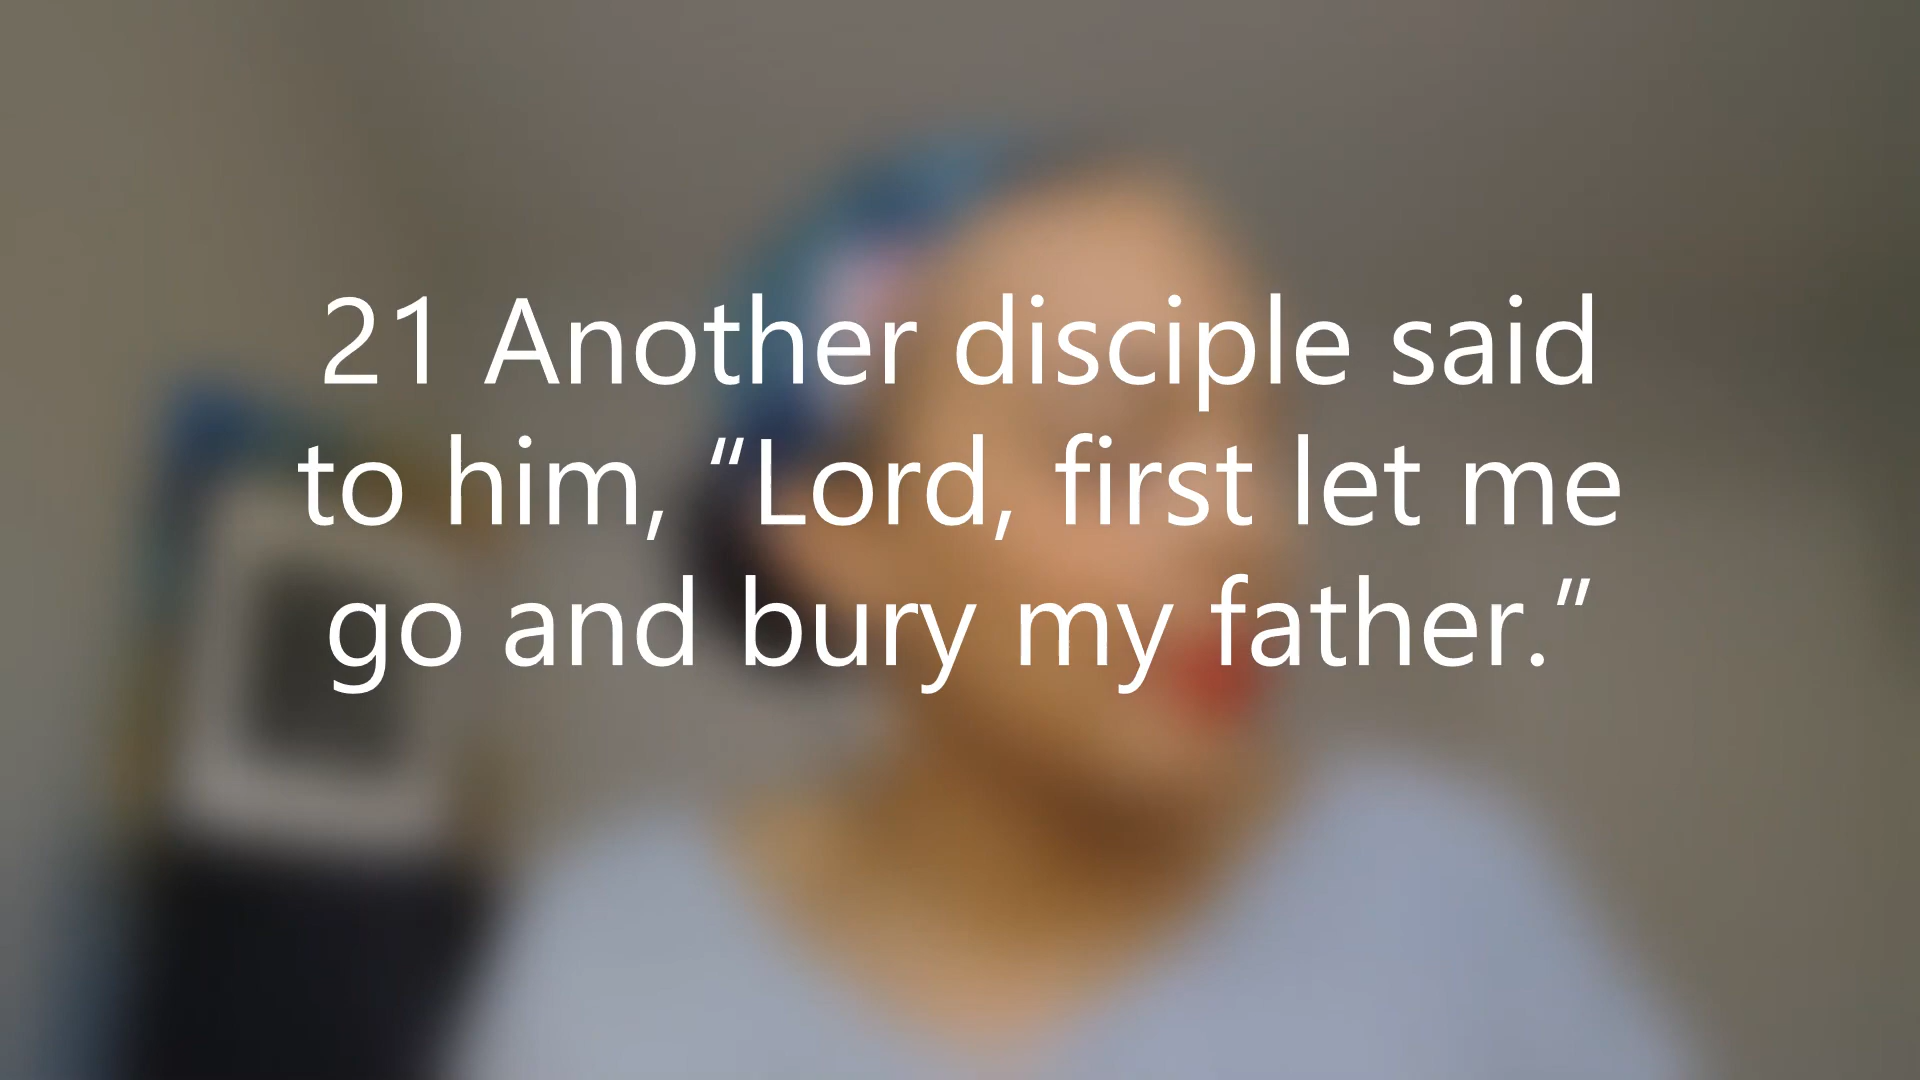 21 Another disciple said
to him, “Lord, first let me
go and bury my father.”